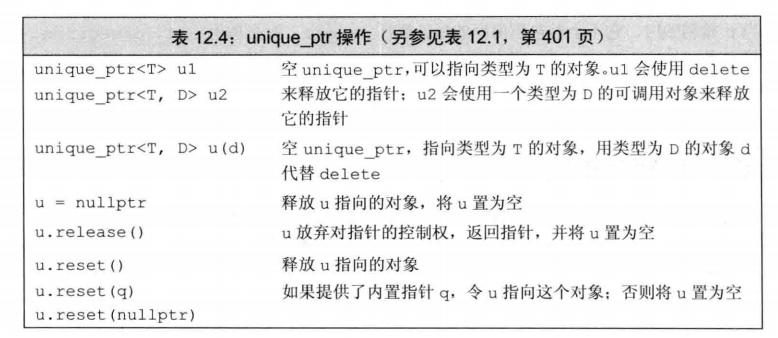 表 12.4：unique_ptr 操作（另参见表 12.1，第 401 页）
unique_ptr<T> u1 空 unique_ptr,可以指向类型为 T 的对象。u1 会使用 delete
unique_ptr<T, D> u2 来释放它的指针；u2 会使用一个类型为 D 的可调用对象来释放
它的指针
unique_ptr<T, D> u(d) 空 unique_ptr，指向类型为 T 的对象，用类型为 D 的对象 d
代替 delete
u = nullptr 释放 u 指向的对象，将 u 置为空
u.release() u 放弃对指针的控制权，返回指针，并将 u 置为空
u.reset() 释放 u 指向的对象
u.reset(q) 如果提供了内置指针 q，令 u 指向这个对象；否则将 u 置为空
u.reset(nullptr)